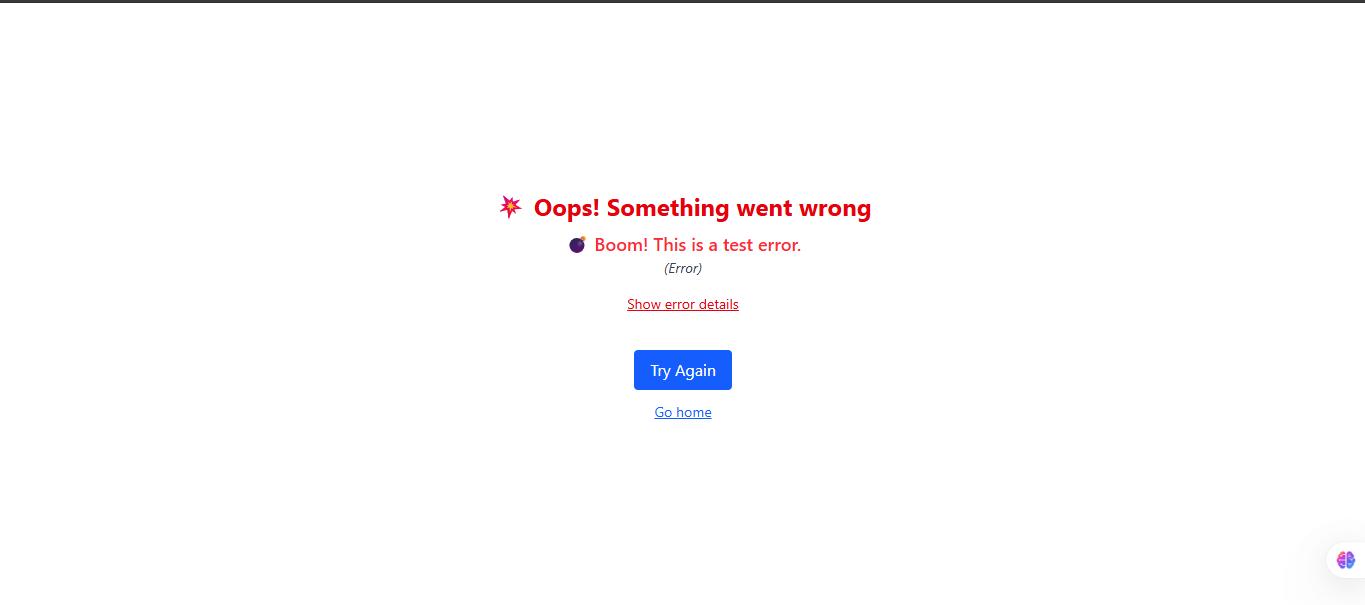 💥 Oops! Something went wrong
💣 Boom! This is a test error.
(Error)
Show error details
Try Again
Go home